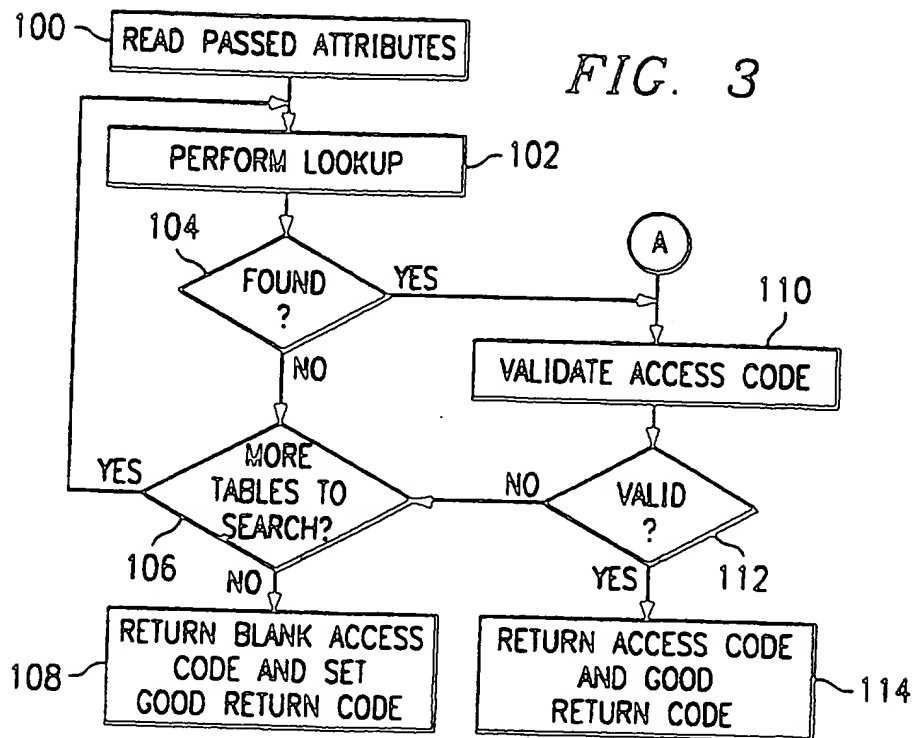 100
READ PASSED ATTRIBUTES
FIG. 3
PERFORM LOOKUP
102
104
FOUND
?
YES
NO
A
110
VALIDATE ACCESS CODE
YES
MORE
TABLES TO
SEARCH?
106
NO
NO
VALID
?
112
YES
108
RETURN BLANK ACCESS
CODE AND SET
GOOD RETURN CODE
RETURN ACCESS CODE
AND GOOD
RETURN CODE
114